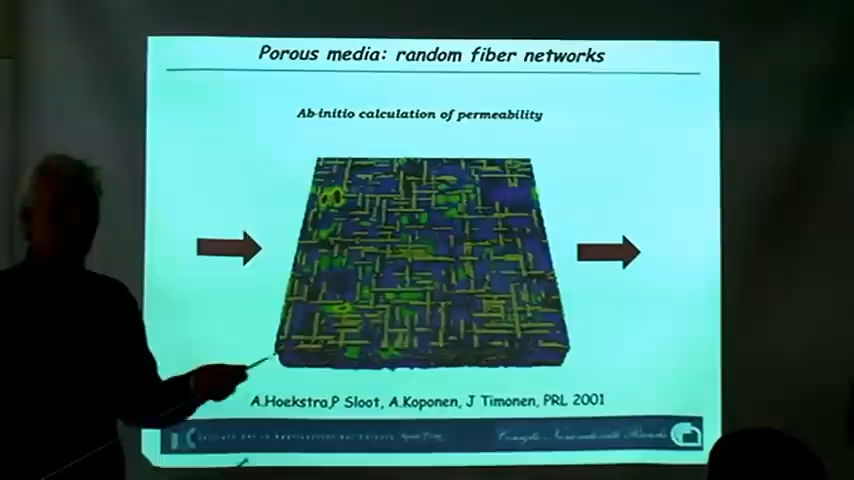 Porous media: random fiber networks
Ab-initio calculation of permeability
A.Hoekstra,P Sloot, A.Koponen, J Timonen, PRL 2001